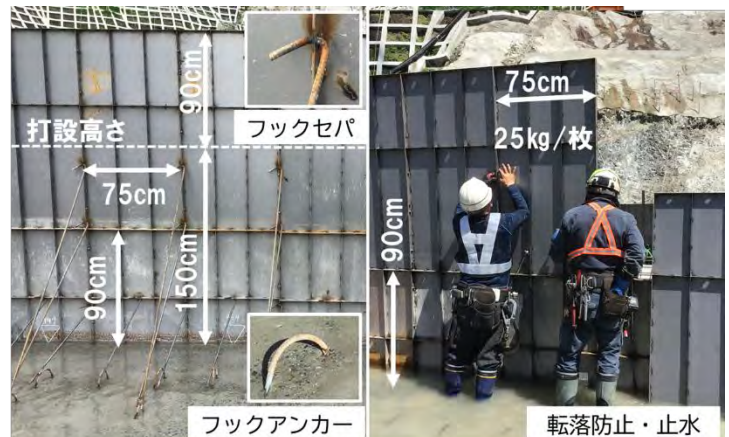 90cm
フックセパ
打設高さ
75cm
90cm
150cm
フックアンカー
75cm
25kg/枚
90cm
転落防止・止水